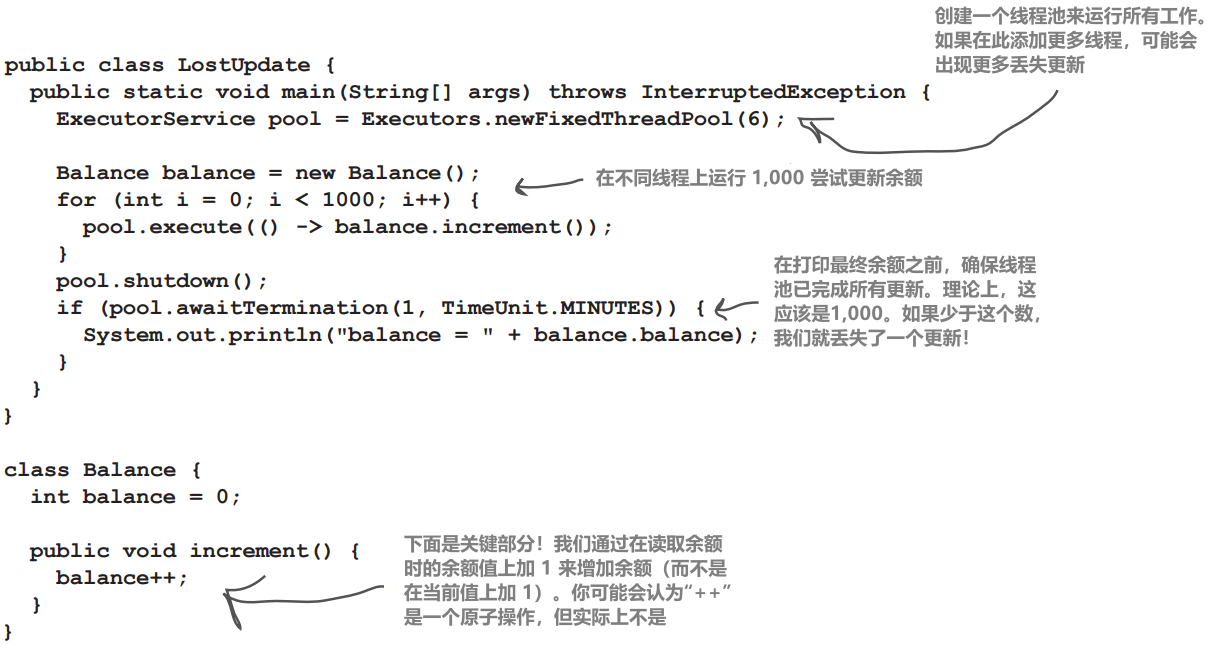 创建一个线程池来运行所有工作。
如果在此添加更多线程，可能会
出现更多丢失更新
public class LostUpdate {
public static void main(String[] args) throws InterruptedException {
ExecutorService pool = Executors.newFixedThreadPool(6);
Balance balance = new Balance();
在不同线程上运行 1,000 尝试更新余额
for (int i = 0; i < 1000; i++) {
pool.execute(() -> balance.increment());
}
pool.shutdown();
if (pool.awaitTermination(1, TimeUnit.MINUTES)) {
System.out.println("balance = " + balance.balance);
}
}
}
在打印最终余额之前，确保线程
池已完成所有更新。理论上，这
应该是1,000。如果少于这个数，
我们就丢失了一个更新！
class Balance {
int balance = 0;
public void increment() {
balance++;
}
}
下面是关键部分！我们通过在读取余额
时的余额值上加 1 来增加余额（而不是
在当前值上加 1）。你可能会认为“++”
是一个原子操作，但实际上不是